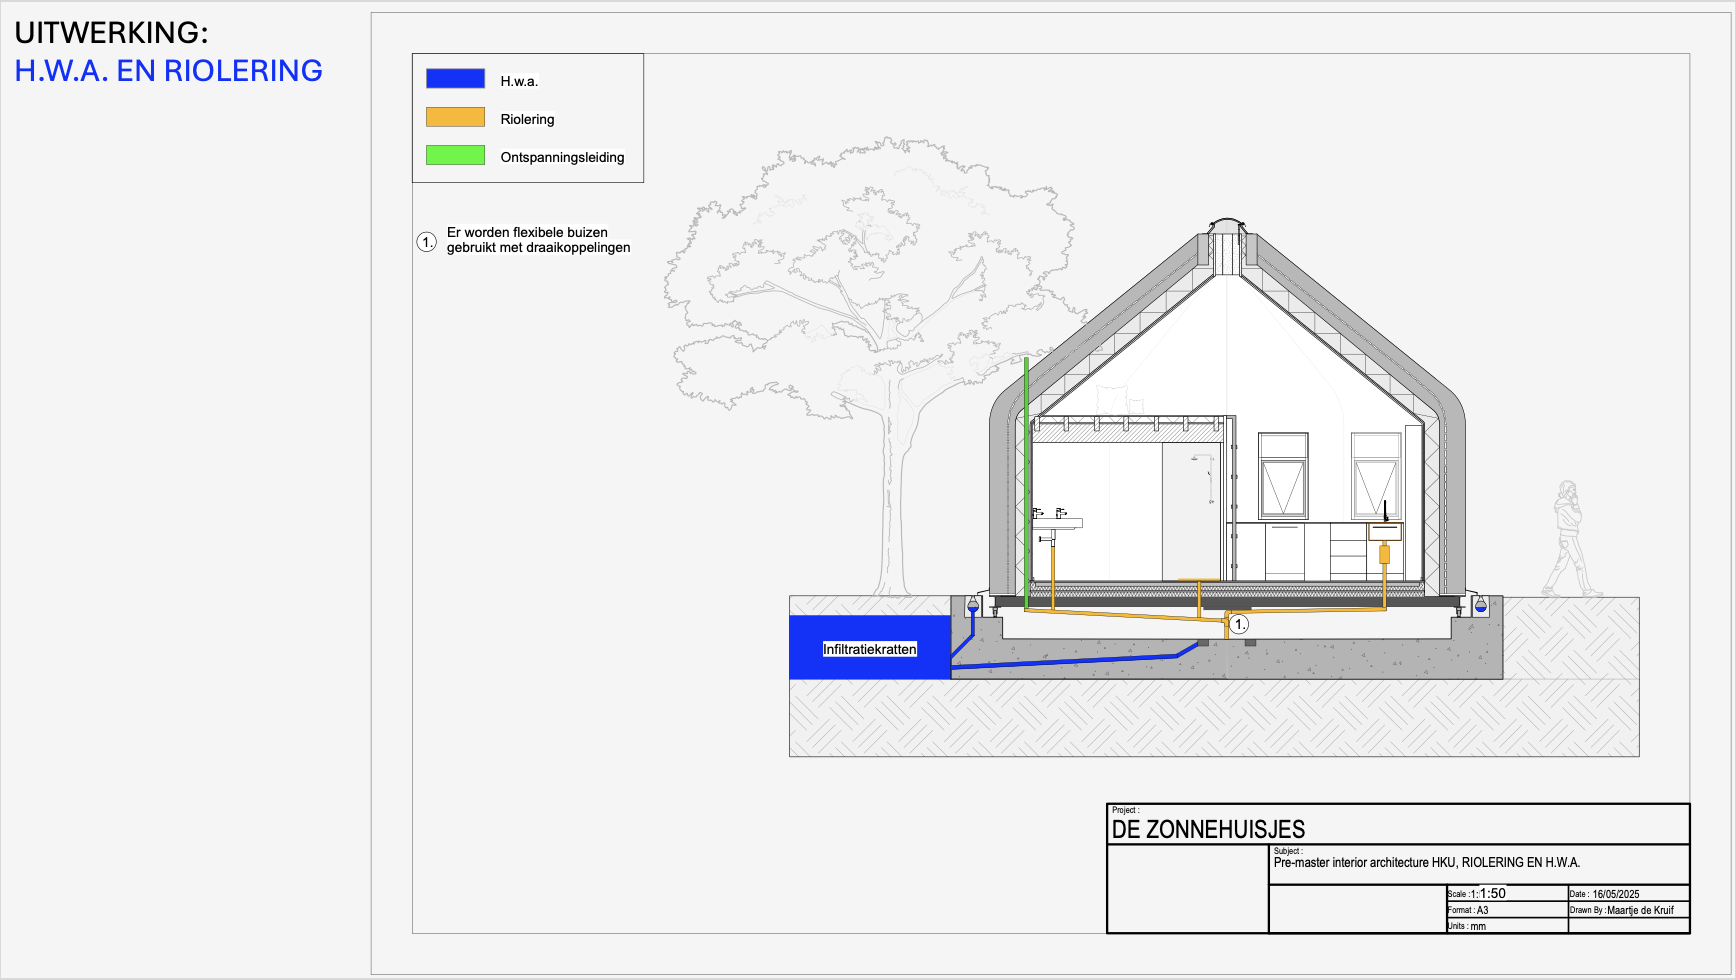 UITWERKING:
H.W.A. EN RIOLERING
H.w.a.
Riolering
Ontspanningsleiding
1. Er worden flexibele buizen
gebruikt met draaikoppelingen
1.
Infiltratiekratten
Project :
DE ZONNEHUISJES
Subject :
Pre-master interior architecture HKU, RIOLERING EN H.W.A.
Scale :1:1:50 Date : 16/05/2025
Format : A3 Drawn By : Maartje de Kruif
Units : mm